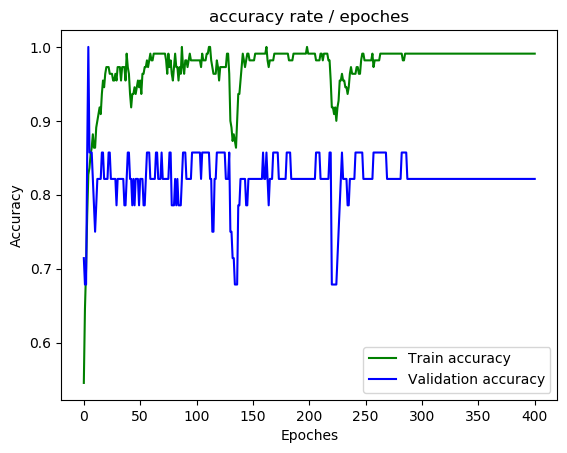 accuracy rate / epoches
1.0
0.9
0.8
0.7
0.6
Accuracy
0 50 100 150 200 250 300 350 400
Epoches
Train accuracy
Validation accuracy